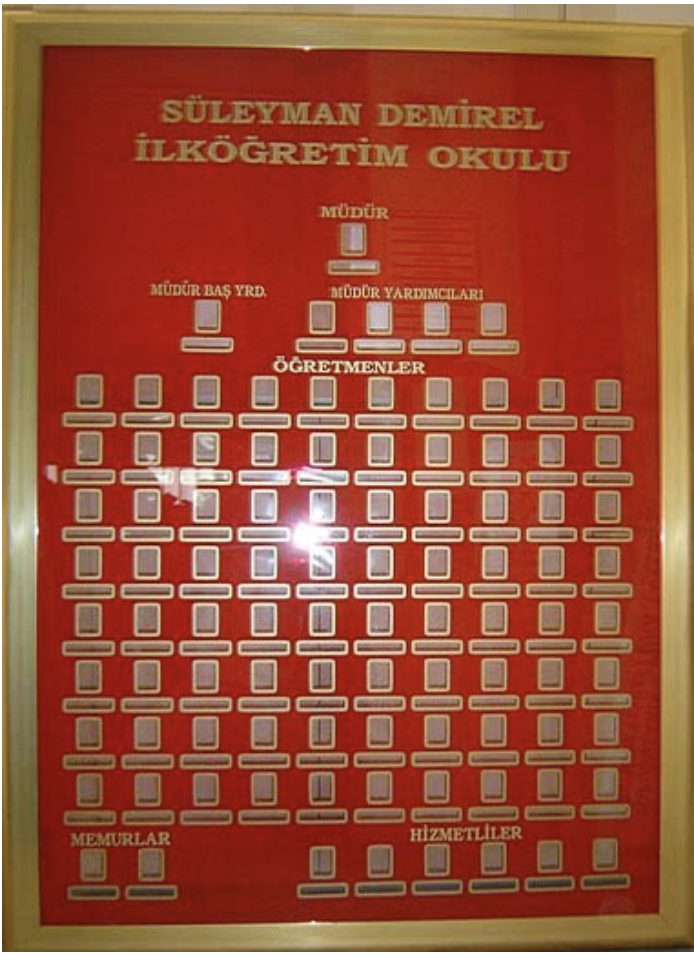 SÜLEYMAN DEMİREL
İLKÖĞRETİM OKULU
MÜDÜR
MÜDÜR BAŞ YRD. MÜDÜR YARDIMCILARI
ÖĞRETMENLER
MEMURLAR HİZMETLİLER